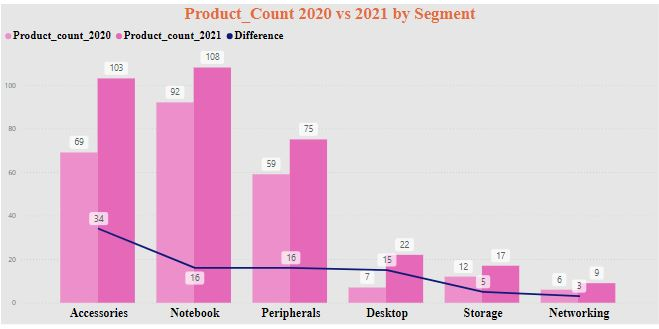 Product_Count 2020 vs 2021 by Segment
Product_count_2020 Product_count_2021 Difference
100
80
60
40
20
0
69 103 92 108 59 75 7 22 12 17 6 9
34 16 16 15 5 3
Accessories Notebook Peripherals Desktop Storage Networking